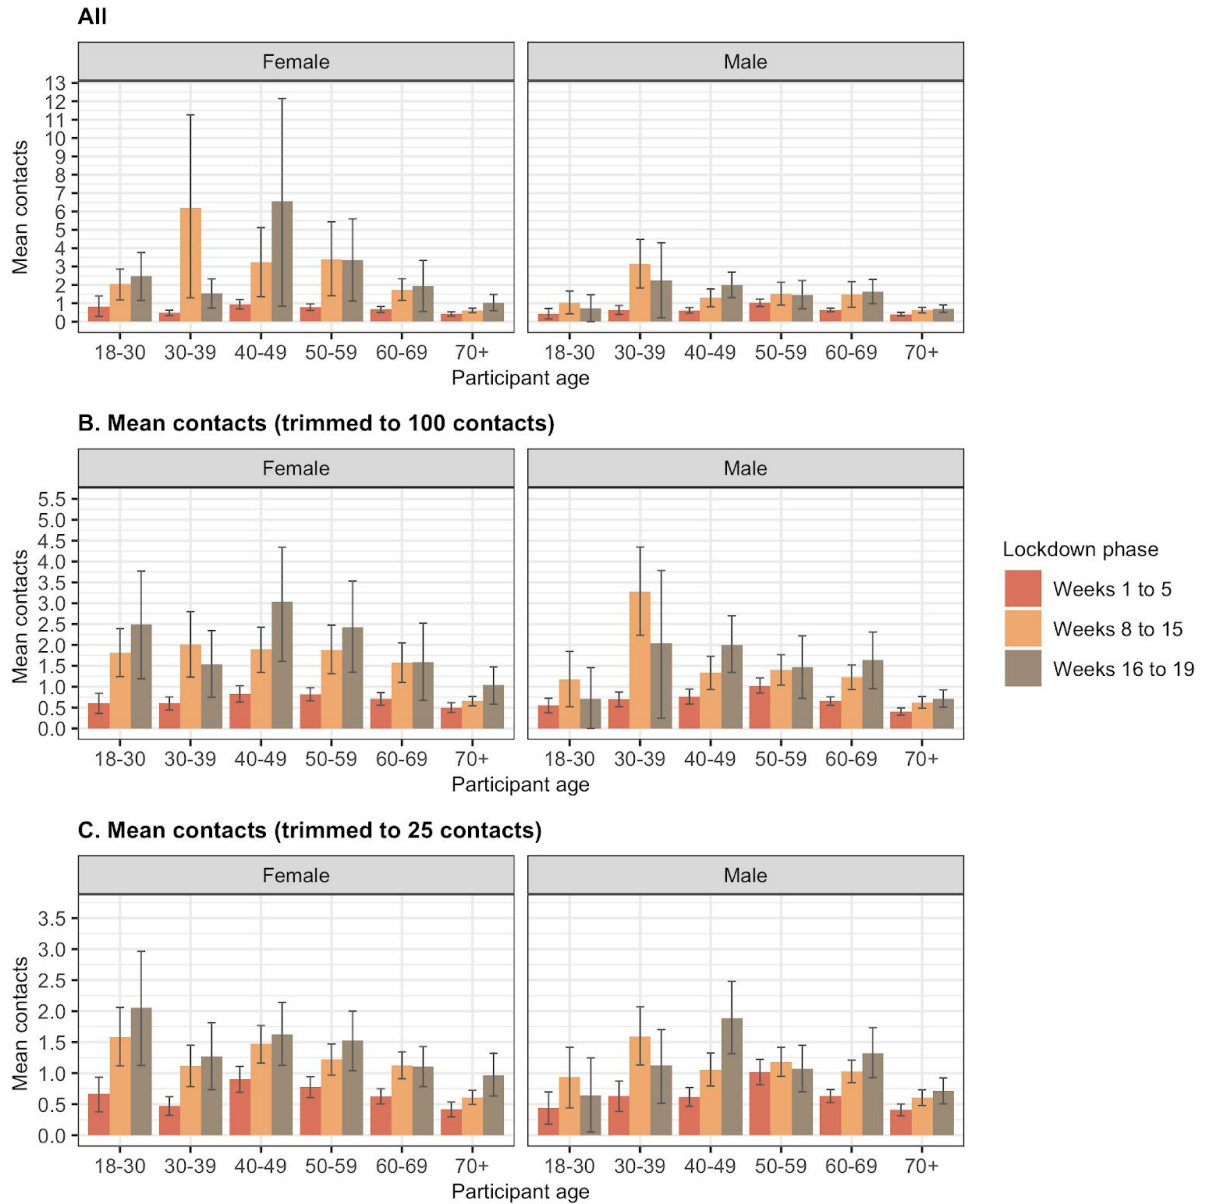 All
Female Male
13
12
11
10
9
8
7
6
5
4
3
2
1
0
Mean contacts
18-30 30-39 40-49 50-59 60-69 70+ 18-30 30-39 40-49 50-59 60-69 70+
Participant age
B. Mean contacts (trimmed to 100 contacts)
Female Male
5.5
5.0
4.5
4.0
3.5
3.0
2.5
2.0
1.5
1.0
0.5
0.0
Mean contacts
18-30 30-39 40-49 50-59 60-69 70+ 18-30 30-39 40-49 50-59 60-69 70+
Participant age
Lockdown phase
Weeks 1 to 5
Weeks 8 to 15
Weeks 16 to 19
C. Mean contacts (trimmed to 25 contacts)
Female Male
3.5
3.0
2.5
2.0
1.5
1.0
0.5
0.0
Mean contacts
18-30 30-39 40-49 50-59 60-69 70+ 18-30 30-39 40-49 50-59 60-69 70+
Participant age